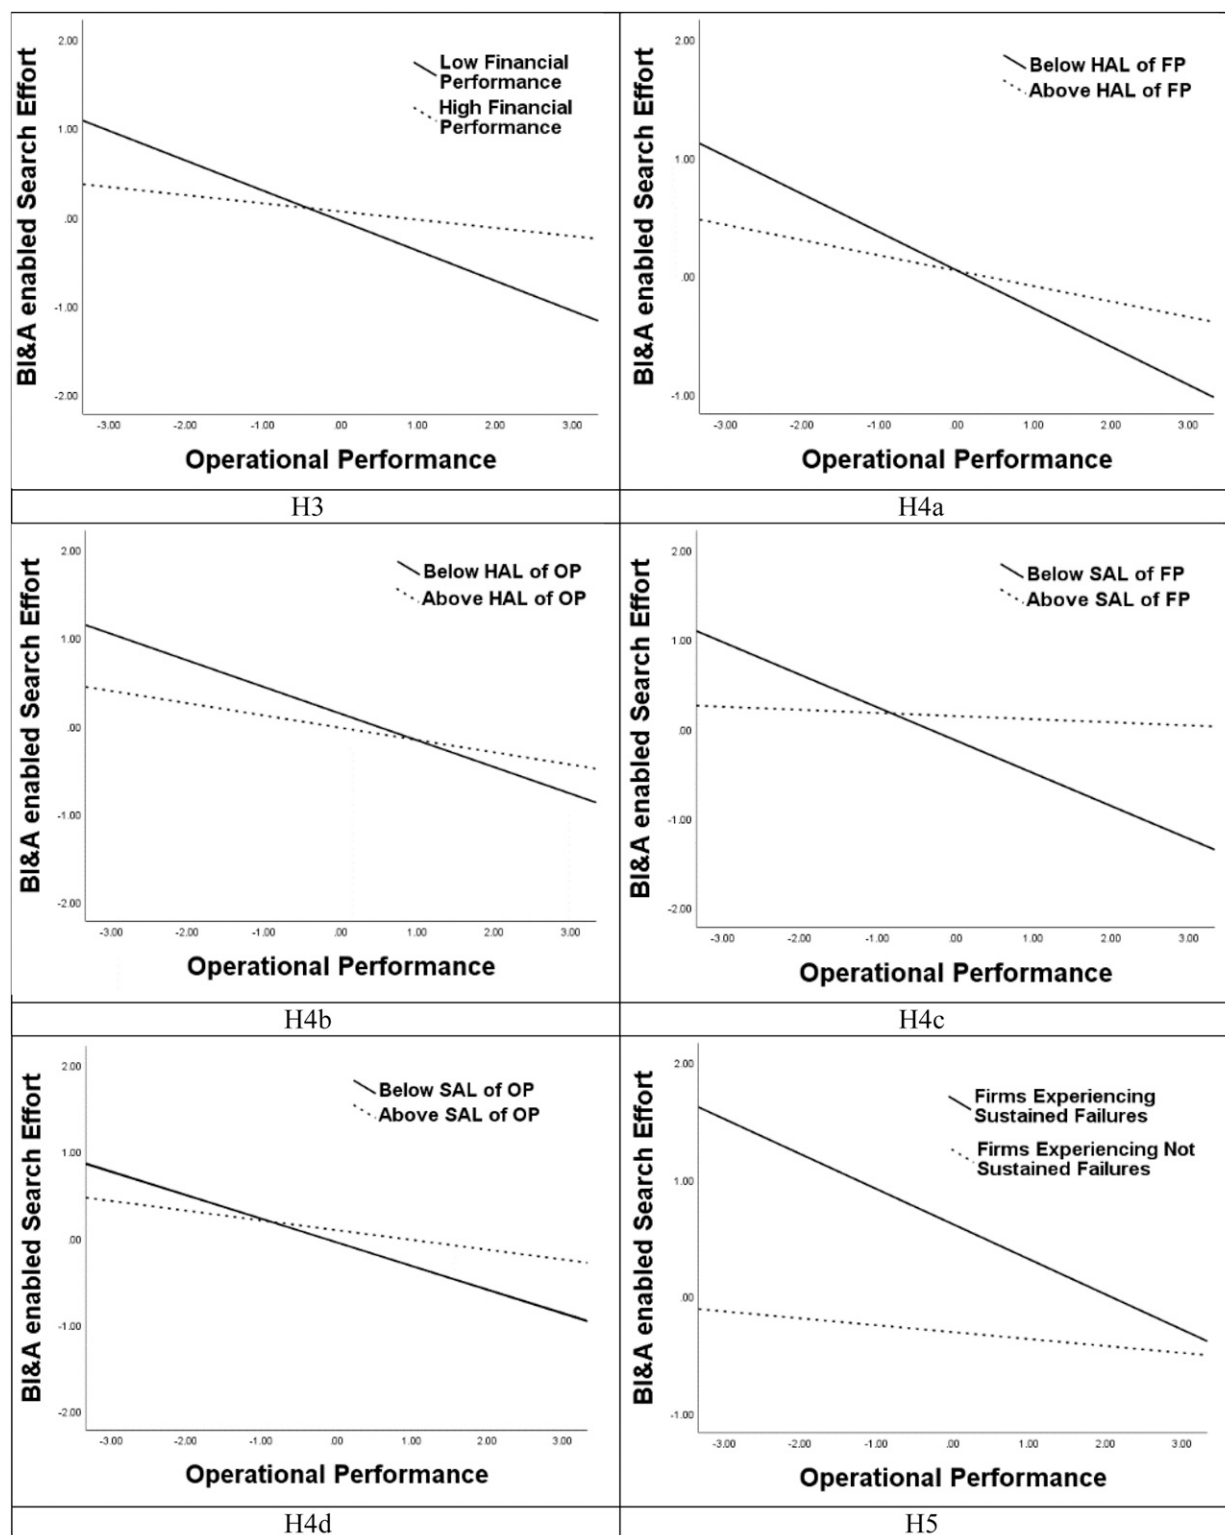 BI&A enabled Search Effort
2.00
1.00
.00
-1.00
-2.00
Low Financial
Performance
High Financial
Performance
-3.00 -2.00 -1.00 .00 1.00 2.00 3.00
Operational Performance
H3
BI&A enabled Search Effort
2.00
1.00
.00
-1.00
Below HAL of FP
Above HAL of FP
-3.00 -2.00 -1.00 .00 1.00 2.00 3.00
Operational Performance
H4a
BI&A enabled Search Effort
2.00
1.00
.00
-1.00
-2.00
Below HAL of OP
Above HAL of OP
-3.00 -2.00 -1.00 .00 1.00 2.00 3.00
Operational Performance
H4b
BI&A enabled Search Effort
2.00
1.00
.00
-1.00
-2.00
Below SAL of FP
Above SAL of FP
-3.00 -2.00 -1.00 .00 1.00 2.00 3.00
Operational Performance
H4c
BI&A enabled Search Effort
2.00
1.00
.00
-1.00
-2.00
Below SAL of OP
Above SAL of OP
-3.00 -2.00 -1.00 .00 1.00 2.00 3.00
Operational Performance
H4d
BI&A enabled Search Effort
2.00
1.00
.00
-1.00
Firms Experiencing
Sustained Failures
Firms Experiencing Not
Sustained Failures
-3.00 -2.00 -1.00 .00 1.00 2.00 3.00
Operational Performance
H5